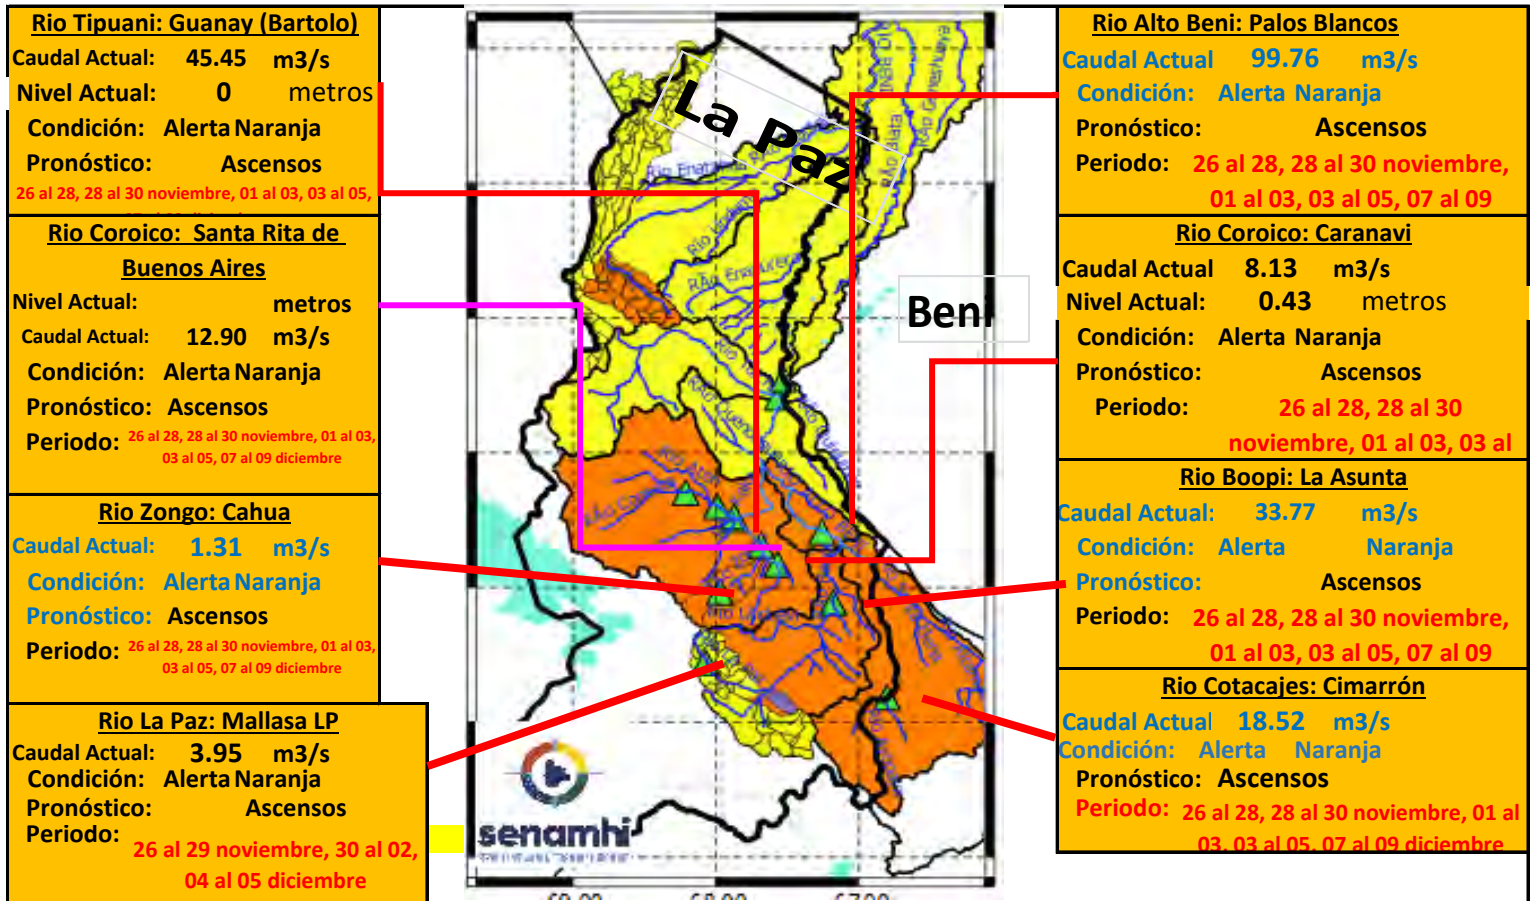 Rio Tipuani: Guanay (Bartolo)
Caudal Actual: 45.45 m3/s
Nivel Actual: 0 metros
Condición: Alerta Naranja
Pronóstico: Ascensos
26 al 28, 28 al 30 noviembre, 01 al 03, 03 al 05,
Rio Coroico: Santa Rita de
Buenos Aires
Nivel Actual: metros
Caudal Actual: 12.90 m3/s
Condición: Alerta Naranja
Pronóstico: Ascensos
Periodo: 26 al 28, 28 al 30 noviembre, 01 al 03,
03 al 05, 07 al 09 diciembre
Rio Zongo: Cahua
Caudal Actual: 1.31 m3/s
Condición: Alerta Naranja
Pronóstico: Ascensos
Periodo: 26 al 28, 28 al 30 noviembre, 01 al 03,
03 al 05, 07 al 09 diciembre
Rio La Paz: Mallasa LP
Caudal Actual: 3.95 m3/s
Condición: Alerta Naranja
Pronóstico: Ascensos
Periodo: 26 al 29 noviembre, 30 al 02,
04 al 05 diciembre
La Paz
Beni
senamhi
Rio Alto Beni: Palos Blancos
Caudal Actual 99.76 m3/s
Condición: Alerta Naranja
Pronóstico: Ascensos
Periodo: 26 al 28, 28 al 30 noviembre,
01 al 03, 03 al 05, 07 al 09
Rio Coroico: Caranavi
Caudal Actual 8.13 m3/s
Nivel Actual: 0.43 metros
Condición: Alerta Naranja
Pronóstico: Ascensos
Periodo: 26 al 28, 28 al 30
noviembre, 01 al 03, 03 al
Rio Boopi: La Asunta
Caudal Actual: 33.77 m3/s
Condición: Alerta Naranja
Pronóstico: Ascensos
Periodo: 26 al 28, 28 al 30 noviembre,
01 al 03, 03 al 05, 07 al 09
Rio Cotacajes: Cimarrón
Caudal Actual 18.52 m3/s
Condición: Alerta Naranja
Pronóstico: Ascensos
Periodo: 26 al 28, 28 al 30 noviembre, 01 al
03, 03 al 05, 07 al 09 diciembre